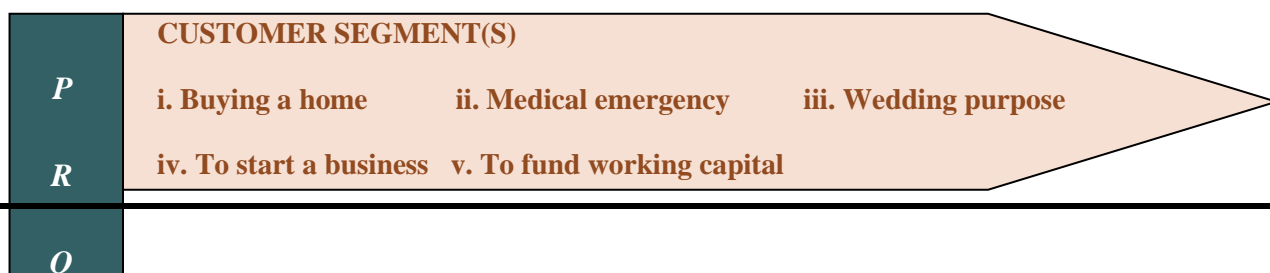 CUSTOMER SEGMENT(S)
P
i. Buying a home ii. Medical emergency iii. Wedding purpose
R
iv. To start a business v. To fund working capital
O